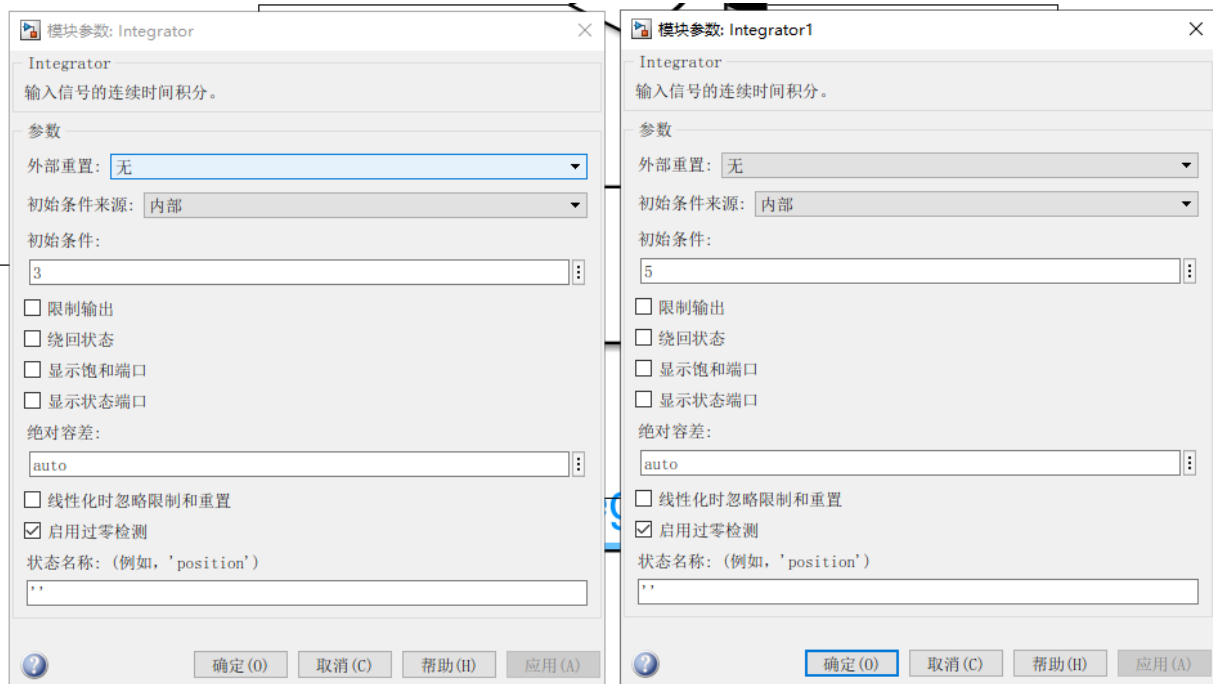 模块参数: Integrator
Integrator
输入信号的连续时间积分。
参数
外部重置: 无
初始条件来源: 内部
初始条件:
3
限制输出
绕回状态
显示饱和端口
显示状态端口
绝对容差:
auto
线性化时忽略限制和重置
启用过零检测
状态名称: (例如, 'position')
''
确定(O) 取消(C) 帮助(H) 应用(A)
模块参数: Integrator1
Integrator
输入信号的连续时间积分。
参数
外部重置: 无
初始条件来源: 内部
初始条件:
5
限制输出
绕回状态
显示饱和端口
显示状态端口
绝对容差:
auto
线性化时忽略限制和重置
启用过零检测
状态名称: (例如, 'position')
''
确定(O) 取消(C) 帮助(H) 应用(A)